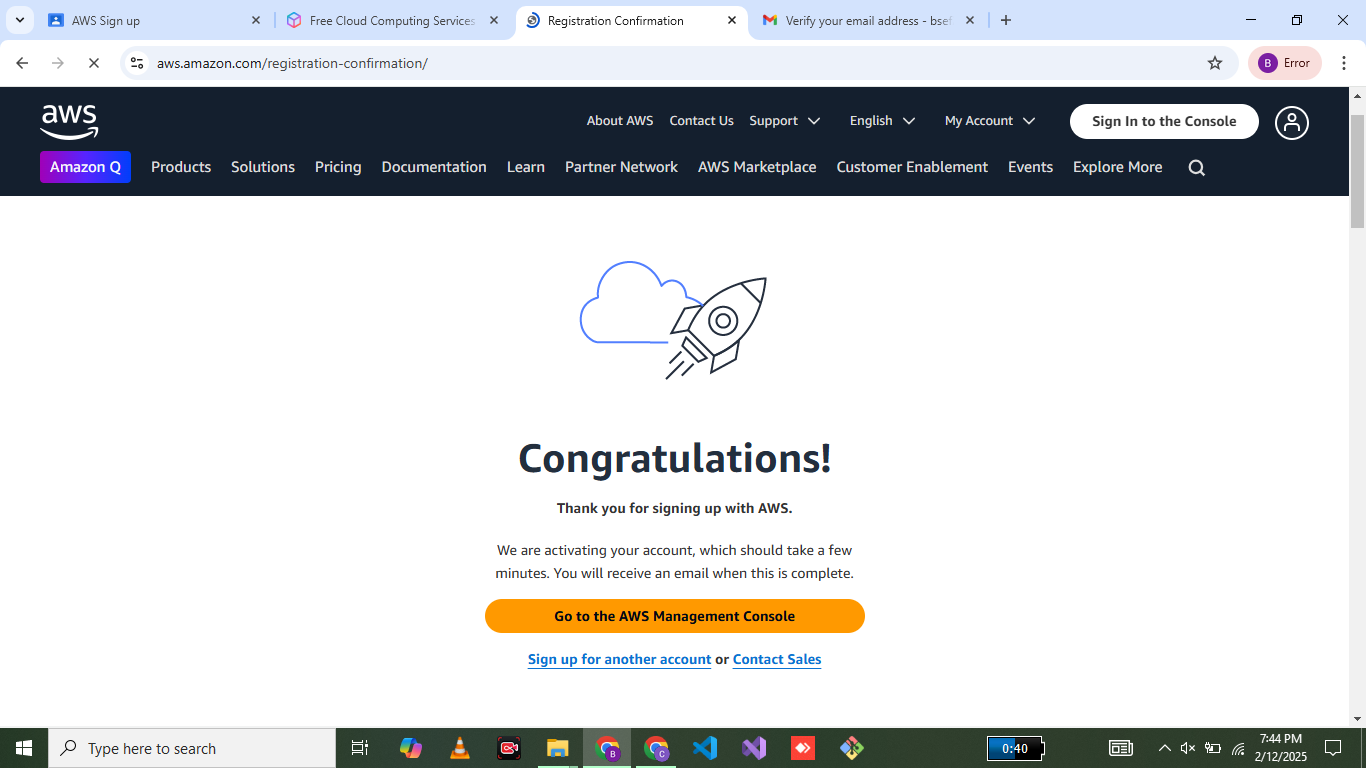 AWS Sign up
Free Cloud Computing Services
Registration Confirmation
Verify your email address - bsef
aws.amazon.com/registration-confirmation/
B
Error
aws
About AWS
Contact Us
Support
English
My Account
Sign In to the Console
Amazon Q
Products
Solutions
Pricing
Documentation
Learn
Partner Network
AWS Marketplace
Customer Enablement
Events
Explore More
Congratulations!
Thank you for signing up with AWS.
We are activating your account, which should take a few
minutes. You will receive an email when this is complete.
Go to the AWS Management Console
Sign up for another account or Contact Sales
Type here to search
B
C
0:40
7:44 PM
2/12/2025